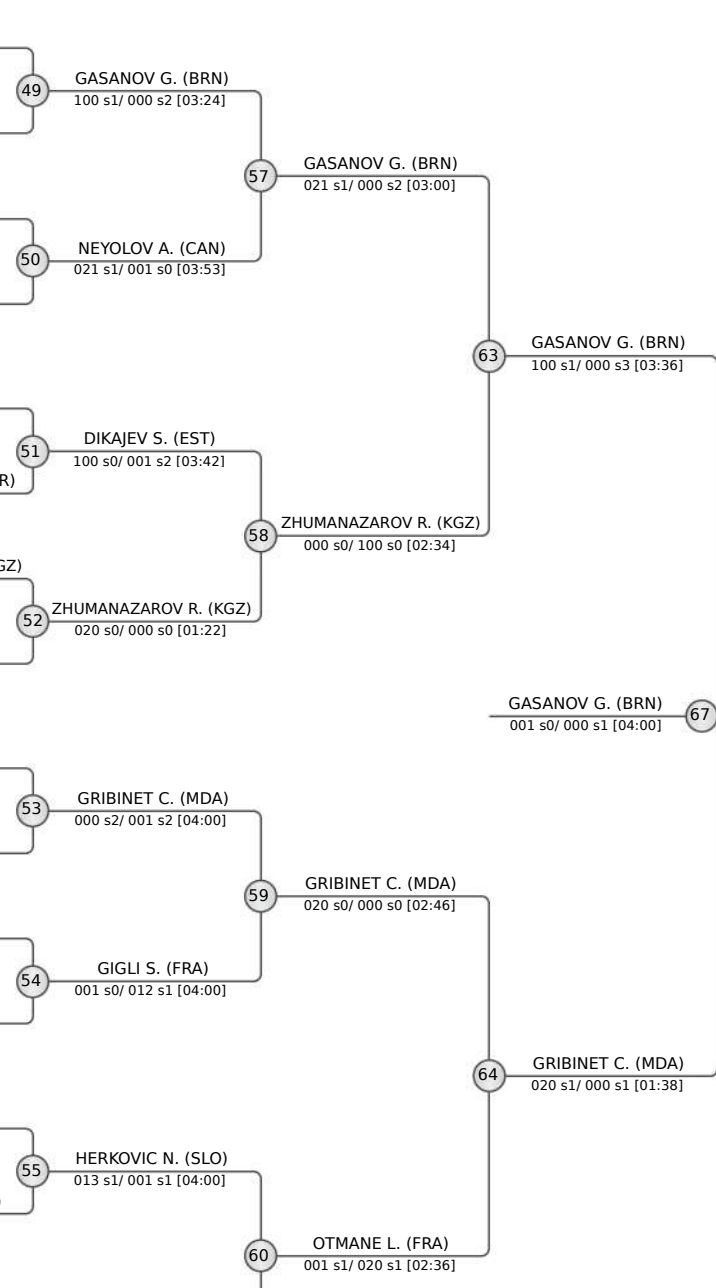 49
GASANOV G. (BRN)
100 s1/ 000 s2 [03:24]
57
GASANOV G. (BRN)
021 s1/ 000 s2 [03:00]
50
NEYOLOV A. (CAN)
021 s1/ 001 s0 [03:53]
63
GASANOV G. (BRN)
100 s1/ 000 s3 [03:36]
51
DIKAJEV S. (EST)
100 s0/ 001 s2 [03:42]
R)
58
ZHUMANAZAROV R. (KGZ)
000 s0/ 100 s0 [02:34]
GZ)
52
ZHUMANAZAROV R. (KGZ)
020 s0/ 000 s0 [01:22]
GASANOV G. (BRN)
001 s0/ 000 s1 [04:00]
67
53
GRIBINET C. (MDA)
000 s2/ 001 s2 [04:00]
59
GRIBINET C. (MDA)
020 s0/ 000 s0 [02:46]
54
GIGLI S. (FRA)
001 s0/ 012 s1 [04:00]
64
GRIBINET C. (MDA)
020 s1/ 000 s1 [01:38]
55
HERKOVIC N. (SLO)
013 s1/ 001 s1 [04:00]
60
OTMANE L. (FRA)
001 s1/ 020 s1 [02:36]